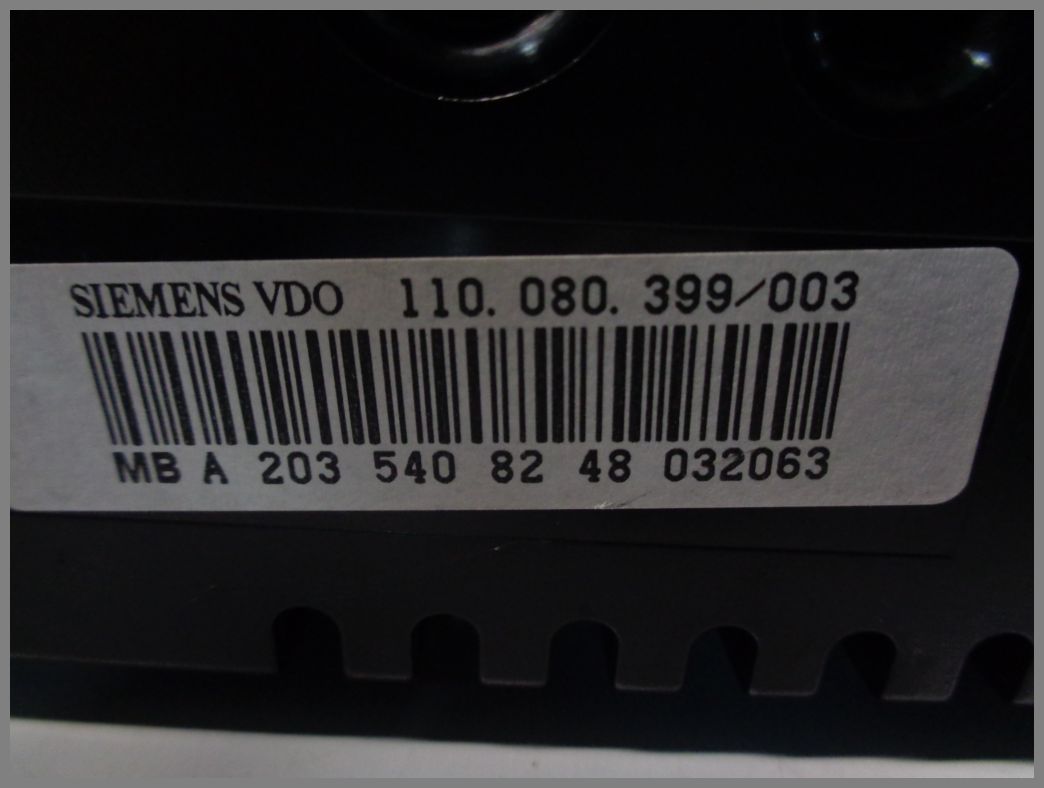 SIEMENS VDO 110. 080. 399/003
MB A 203 540 82 48 032063